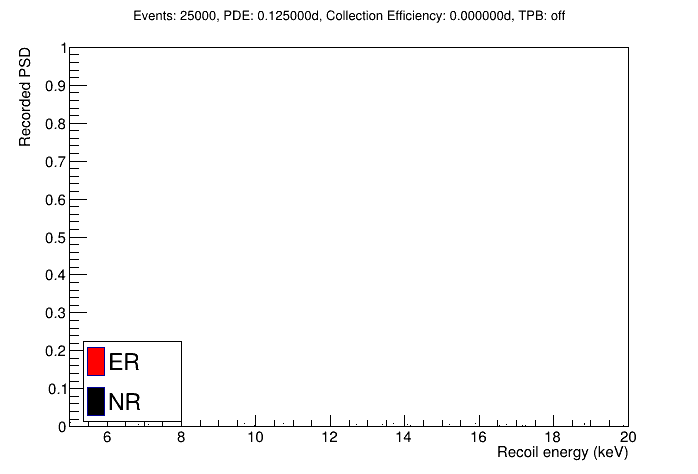 Events: 25000, PDE: 0.125000d, Collection Efficiency: 0.000000d, TPB: off
Recorded PSD
1
0.9
0.8
0.7
0.6
0.5
0.4
0.3
0.2
0.1
0
ER
NR
6 8 10 12 14 16 18 20
Recoil energy (keV)